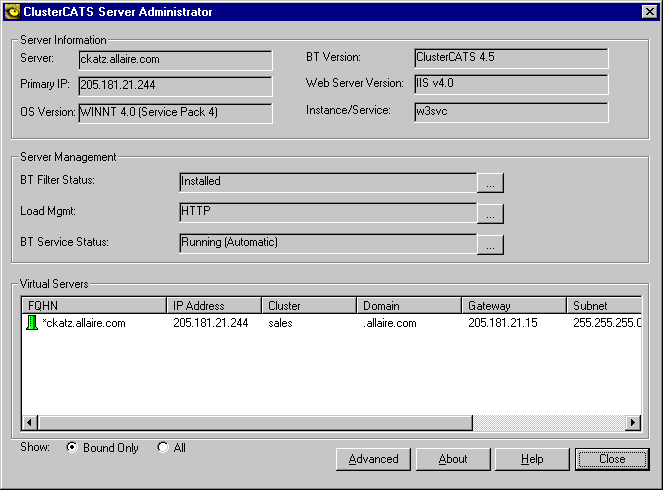 ClusterCATS Server Administrator
Server Information
Server: ckatz.allaire.com BT Version: ClusterCATS 4.5
Primary IP: 205.181.21.244 Web Server Version: IIS v4.0
OS Version: WINNT 4.0 (Service Pack 4) Instance/Service: w3svc
Server Management
BT Filter Status: Installed ...
Load Mgmt: HTTP ...
BT Service Status: Running (Automatic) ...
Virtual Servers
FQHN IP Address Cluster Domain Gateway Subnet
*ckatz.allaire.com 205.181.21.244 sales .allaire.com 205.181.21.15 255.255.255.0
Show: Bound Only All
Advanced About Help Close